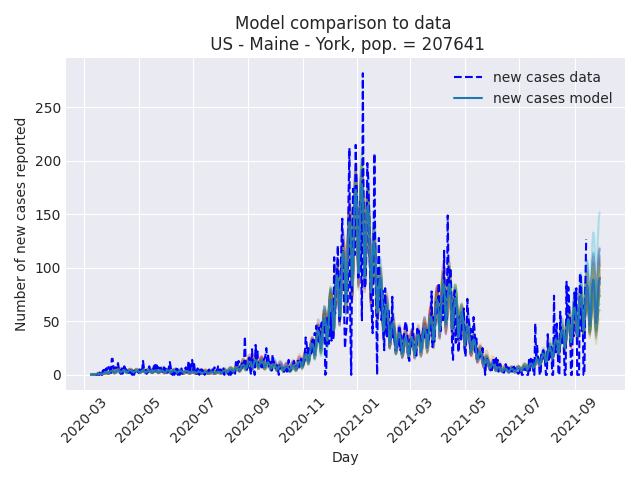 Model comparison to data
US - Maine - York, pop. = 207641
new cases data
new cases model
Number of new cases reported
250
200
150
100
50
0
2020-03
2020-05
2020-07
2020-09
2020-11
2021-01
2021-03
2021-05
2021-07
2021-09
Day